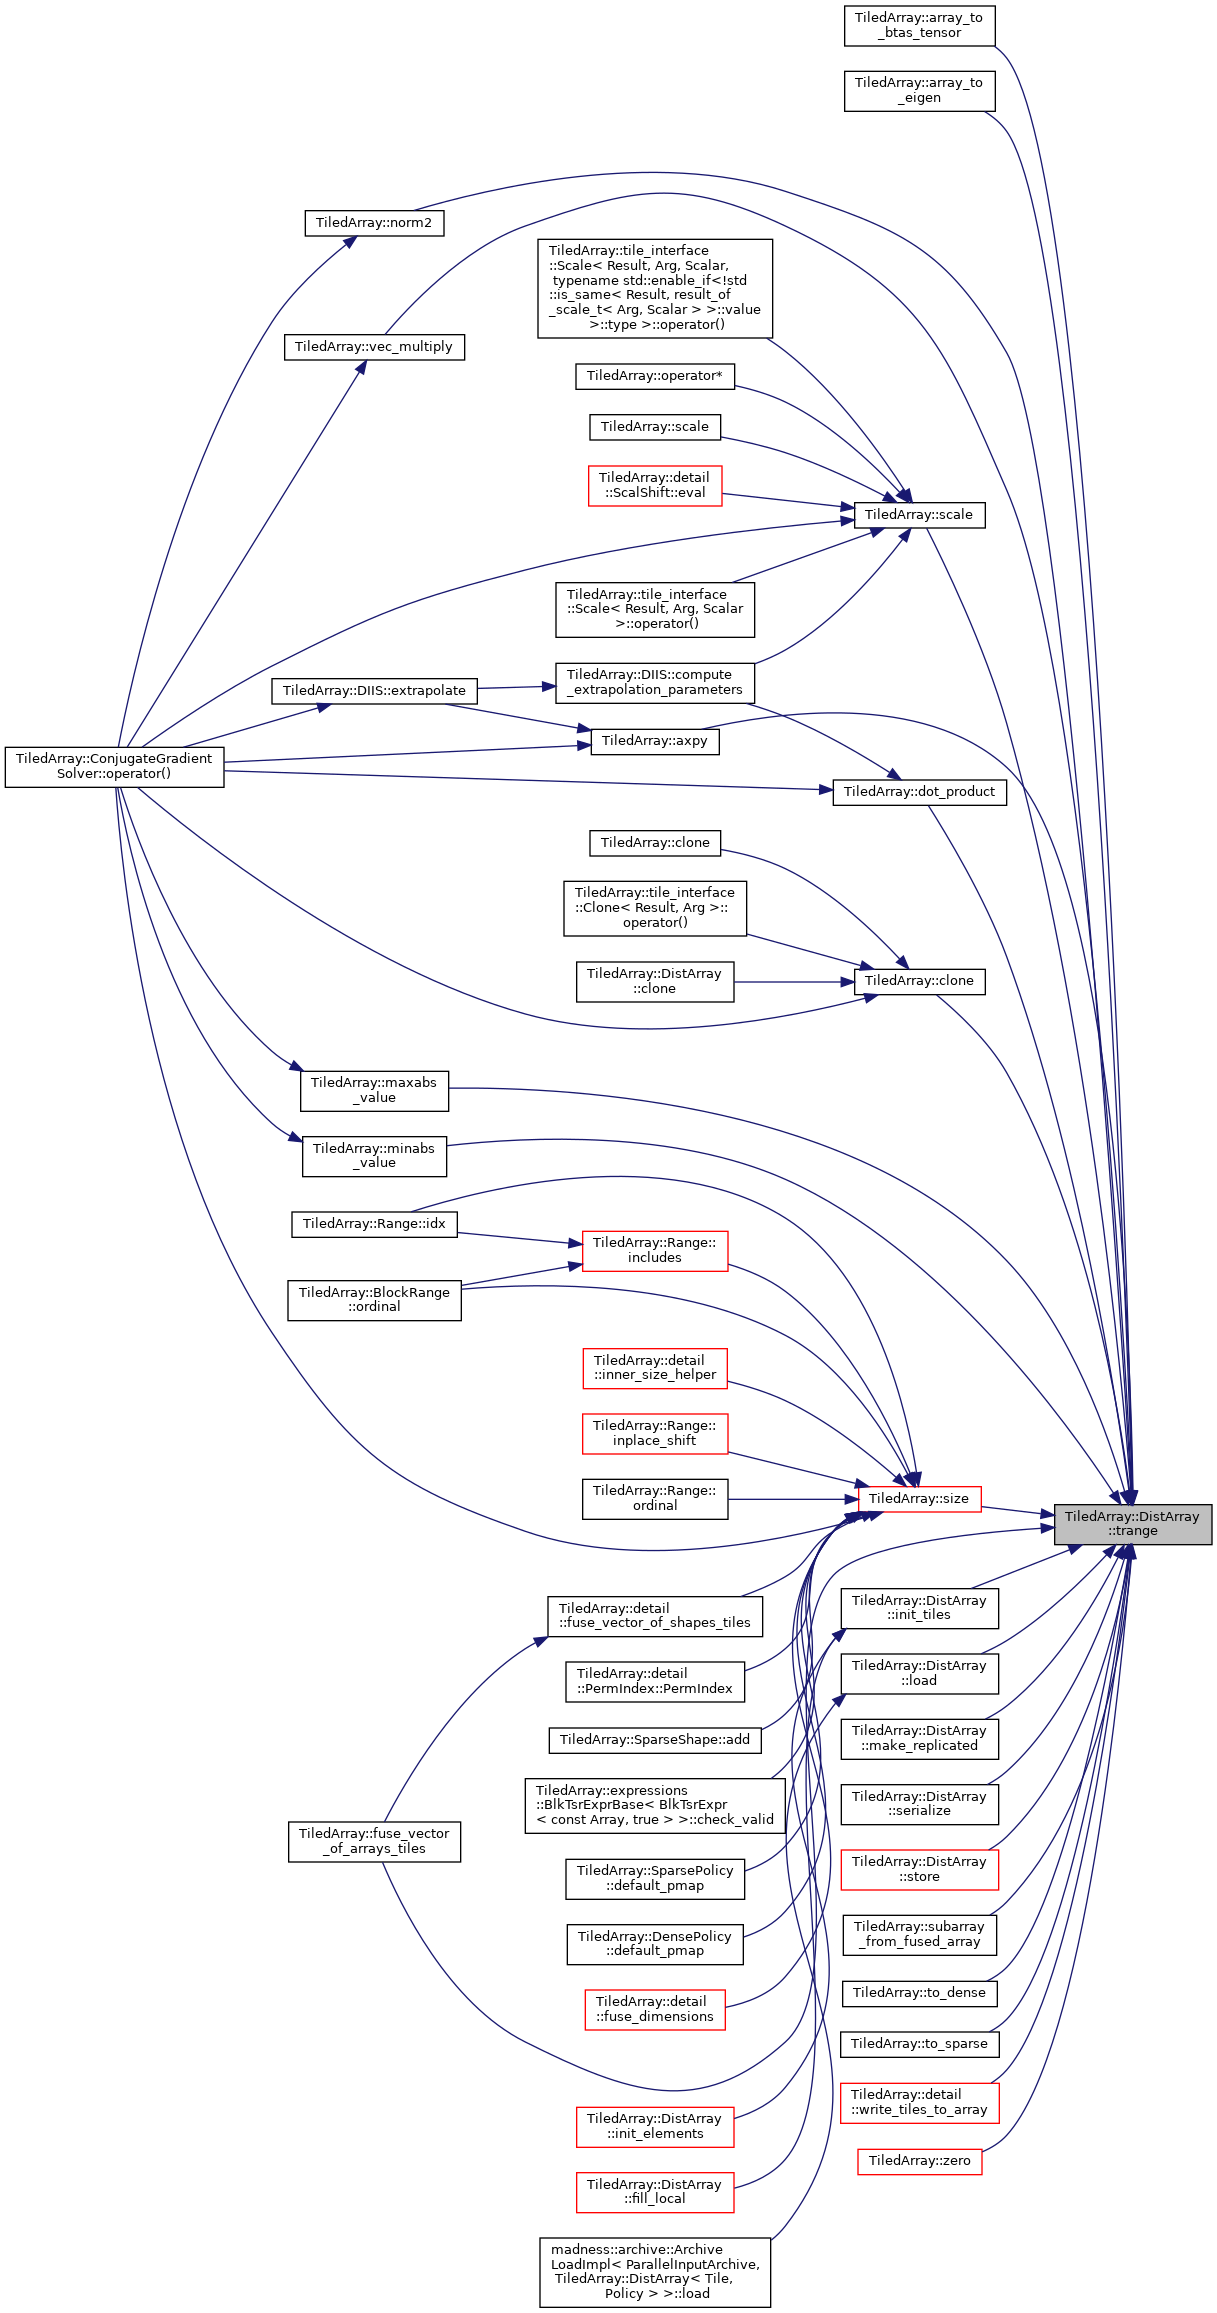 TiledArray::array_to
_btas_tensor
TiledArray::array_to
_eigen
TiledArray::norm2
TiledArray::tile_interface
::Scale< Result, Arg, Scalar,
typename std::enable_if<!std
::is_same< Result, result_of
_scale_t< Arg, Scalar > >::value
>::type >::operator()
TiledArray::vec_multiply
TiledArray::operator*
TiledArray::scale
TiledArray::detail
::ScalShift::eval
TiledArray::scale
TiledArray::tile_interface
::Scale< Result, Arg, Scalar
>::operator()
TiledArray::DIIS::compute
_extrapolation_parameters
TiledArray::DIIS::extrapolate
TiledArray::axpy
TiledArray::ConjugateGradient
Solver::operator()
TiledArray::dot_product
TiledArray::clone
TiledArray::tile_interface
::Clone< Result, Arg >::
operator()
TiledArray::DistArray
::clone
TiledArray::clone
TiledArray::maxabs
_value
TiledArray::minabs
_value
TiledArray::Range::idx
TiledArray::Range::
includes
TiledArray::BlockRange
::ordinal
TiledArray::detail
::inner_size_helper
TiledArray::Range::
inplace_shift
TiledArray::Range::
ordinal
TiledArray::size
TiledArray::DistArray
::trange
TiledArray::detail
::fuse_vector_of_shapes_tiles
TiledArray::DistArray
::init_tiles
TiledArray::detail
::PermIndex::PermIndex
TiledArray::DistArray
::load
TiledArray::SparseShape::add
TiledArray::DistArray
::make_replicated
TiledArray::expressions
::BlkTsrExprBase< BlkTsrExpr
< const Array, true > >::check_valid
TiledArray::DistArray
::serialize
TiledArray::fuse_vector
_of_arrays_tiles
TiledArray::SparsePolicy
::default_pmap
TiledArray::DistArray
::store
TiledArray::DensePolicy
::default_pmap
TiledArray::subarray
_from_fused_array
TiledArray::detail
::fuse_dimensions
TiledArray::to_dense
TiledArray::to_sparse
TiledArray::DistArray
::init_elements
TiledArray::detail
::write_tiles_to_array
TiledArray::DistArray
::fill_local
TiledArray::zero
madness::archive::Archive
LoadImpl< ParallelInputArchive,
TiledArray::DistArray< Tile,
Policy > >::load